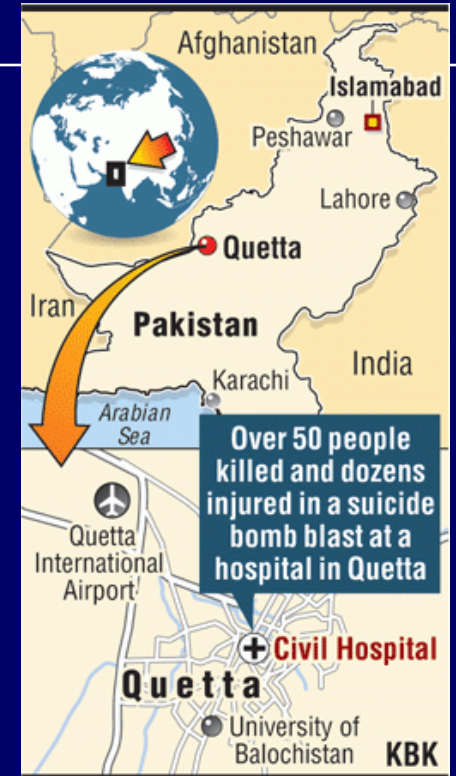 Afghanistan
Islamabad
Peshawar
Lahore
Quetta
Iran
Pakistan
India
Karachi
Arabian
Sea
Over 50 people
killed and dozens
injured in a suicide
bomb blast at a
hospital in Quetta
Quetta
International
Airport
Civil Hospital
Quetta
University of
Balochistan
KBK